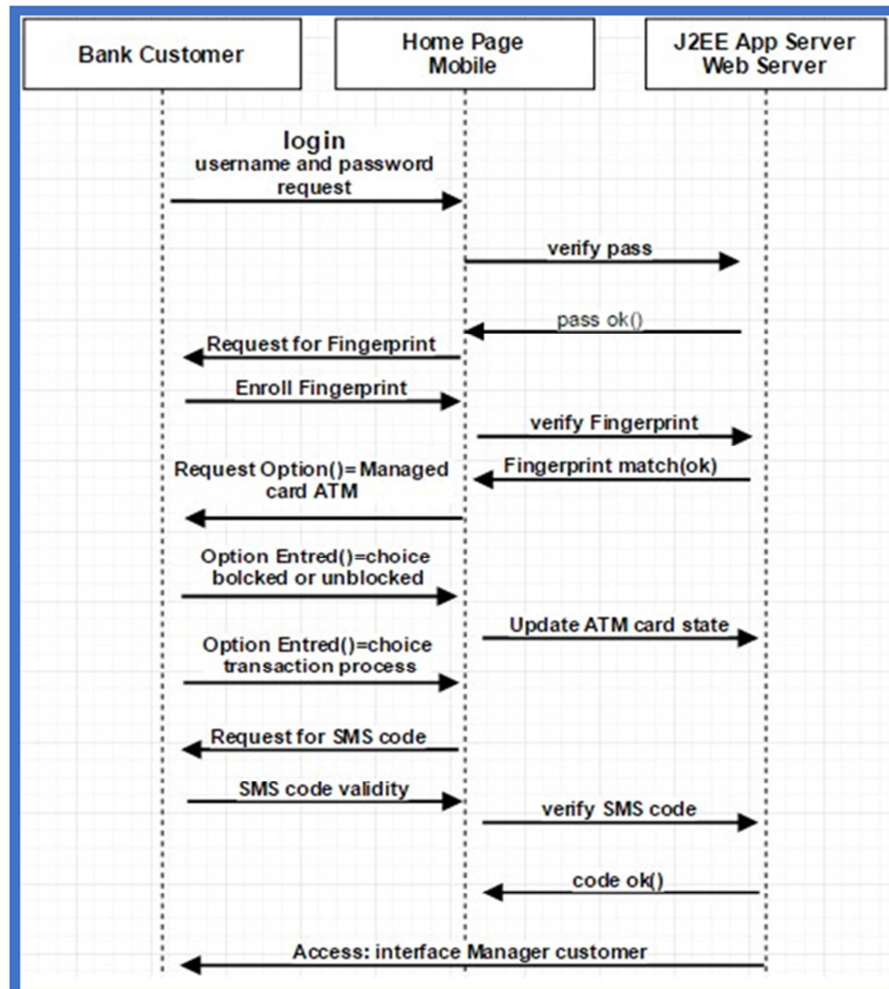 Bank Customer
Home Page
Mobile
J2EE App Server
Web Server
login
username and password
request
verify pass
pass ok()
Request for Fingerprint
Enroll Fingerprint
verify Fingerprint
Fingerprint match(ok)
Request Option()=Managed
card ATM
Option Entred()=choice
bolcked or unblocked
Update ATM card state
Option Entred()=choice
transaction process
Request for SMS code
SMS code validity
verify SMS code
code ok()
Access: interface Manager customer